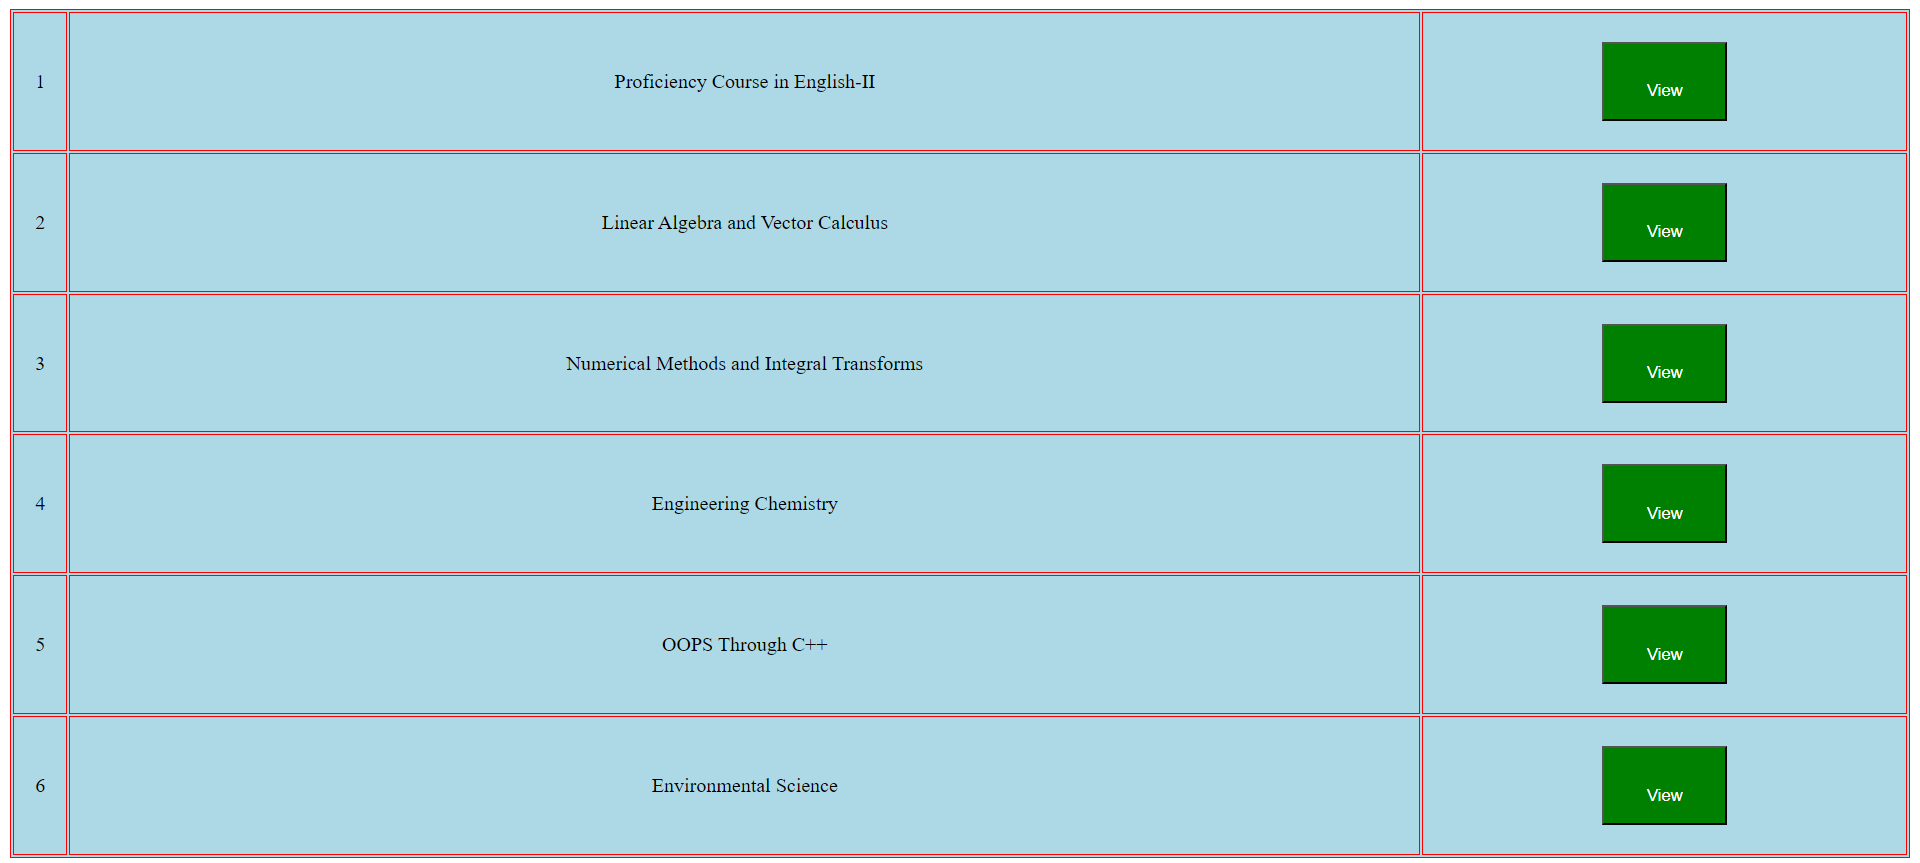 1 Proficiency Course in English-II View
2 Linear Algebra and Vector Calculus View
3 Numerical Methods and Integral Transforms View
4 Engineering Chemistry View
5 OOPS Through C++ View
6 Environmental Science View